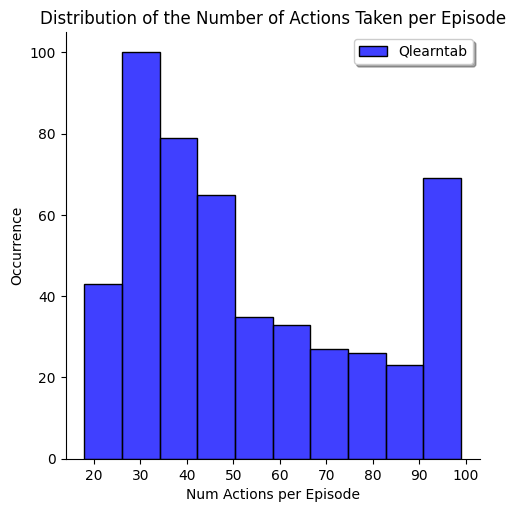 Distribution of the Number of Actions Taken per Episode
Qlearntab
100
80
60
40
20
0
Occurrence
20 30 40 50 60 70 80 90 100
Num Actions per Episode